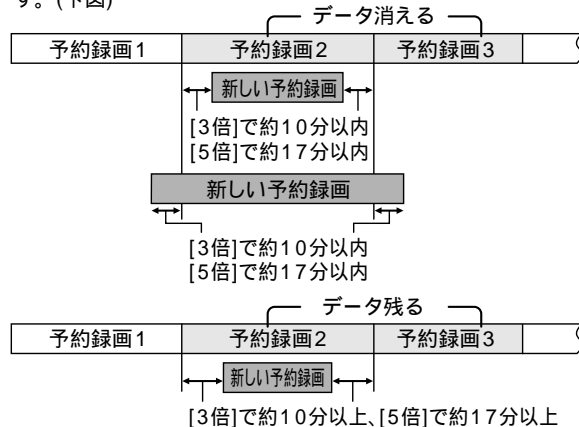 す。(下図)
データ消える
予約録画1 予約録画2 予約録画3
新しい予約録画
[3倍]で約10分以内
[5倍]で約17分以内
新しい予約録画
[3倍]で約10分以内
[5倍]で約17分以内
データ残る
予約録画1 予約録画2 予約録画3
新しい予約録画
[3倍]で約10分以上、[5倍]で約17分以上